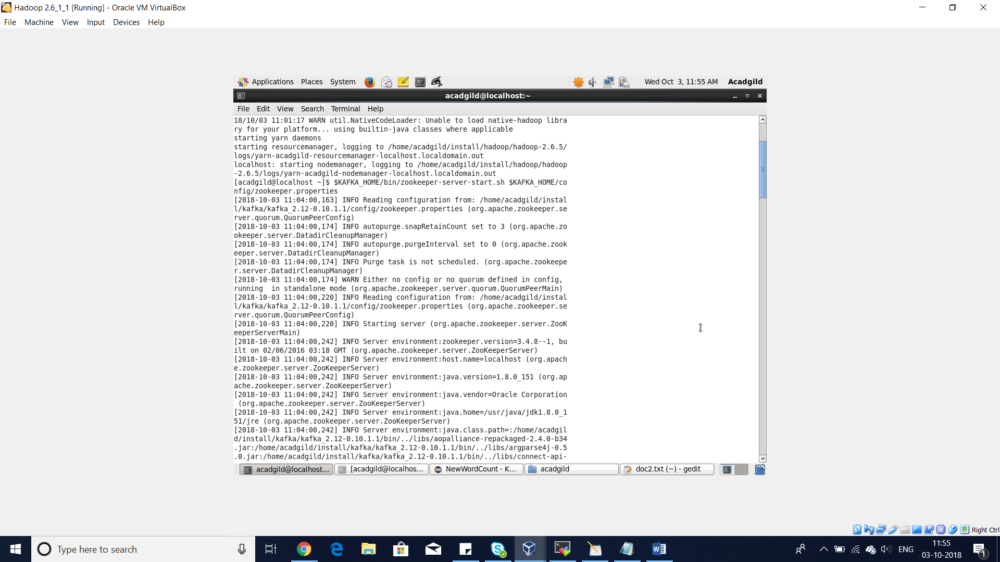 Hadoop 2.6_1_1 [Running] - Oracle VM VirtualBox
File Machine View Input Devices Help
Applications Places System Wed Oct  3, 11:55 AM Acadgild
acadgild@localhost:~
File Edit View Search Terminal Help
18/10/03 11:01:17 WARN util.NativeCodeLoader: Unable to load native-hadoop libra
ry for your platform... using builtin-java classes where applicable
starting yarn daemons
starting resourcemanager, logging to /home/acadgild/install/hadoop/hadoop-2.6.5/
logs/yarn-acadgild-resourcemanager-localhost.localdomain.out
localhost: starting nodemanager, logging to /home/acadgild/install/hadoop/hadoop
-2.6.5/logs/yarn-acadgild-nodemanager-localhost.localdomain.out
[acadgild@localhost ~]$ $KAFKA_HOME/bin/zookeeper-server-start.sh $KAFKA_HOME/co
nfig/zookeeper.properties
[2018-10-03 11:04:00,163] INFO Reading configuration from: /home/acadgild/instal
l/kafka/kafka_2.12-0.10.1.1/config/zookeeper.properties (org.apache.zookeeper.se
rver.quorum.QuorumPeerConfig)
[2018-10-03 11:04:00,174] INFO autopurge.snapRetainCount set to 3 (org.apache.zo
okeeper.server.DatadirCleanupManager)
[2018-10-03 11:04:00,174] INFO autopurge.purgeInterval set to 0 (org.apache.zook
eeper.server.DatadirCleanupManager)
[2018-10-03 11:04:00,174] INFO Purge task is not scheduled. (org.apache.zookeepe
r.server.DatadirCleanupManager)
[2018-10-03 11:04:00,174] WARN Either no config or no quorum defined in config,
running  in standalone mode (org.apache.zookeeper.server.quorum.QuorumPeerMain)
[2018-10-03 11:04:00,220] INFO Reading configuration from: /home/acadgild/instal
l/kafka/kafka_2.12-0.10.1.1/config/zookeeper.properties (org.apache.zookeeper.se
rver.quorum.QuorumPeerConfig)
[2018-10-03 11:04:00,220] INFO Starting server (org.apache.zookeeper.server.ZooK
eeperServerMain)
[2018-10-03 11:04:00,242] INFO Server environment:zookeeper.version=3.4.8--1, bu
ilt on 02/06/2016 03:18 GMT (org.apache.zookeeper.server.ZooKeeperServer)
[2018-10-03 11:04:00,242] INFO Server environment:host.name=localhost (org.apach
e.zookeeper.server.ZooKeeperServer)
[2018-10-03 11:04:00,242] INFO Server environment:java.version=1.8.0_151 (org.ap
ache.zookeeper.server.ZooKeeperServer)
[2018-10-03 11:04:00,242] INFO Server environment:java.vendor=Oracle Corporation
 (org.apache.zookeeper.server.ZooKeeperServer)
[2018-10-03 11:04:00,242] INFO Server environment:java.home=/usr/java/jdk1.8.0_1
51/jre (org.apache.zookeeper.server.ZooKeeperServer)
[2018-10-03 11:04:00,242] INFO Server environment:java.class.path=:/home/acadgil
d/install/kafka/kafka_2.12-0.10.1.1/bin/../libs/aopalliance-repackaged-2.4.0-b34
.jar:/home/acadgild/install/kafka/kafka_2.12-0.10.1.1/bin/../libs/argparse4j-0.5
.0.jar:/home/acadgild/install/kafka/kafka_2.12-0.10.1.1/bin/../libs/connect-api-
acadgild@localhost... [acadgild@localhos... NewWordCount - K... acadgild doc2.txt (~) - gedit
Right Ctrl
Type here to search ENG 11:55
03-10-2018 1